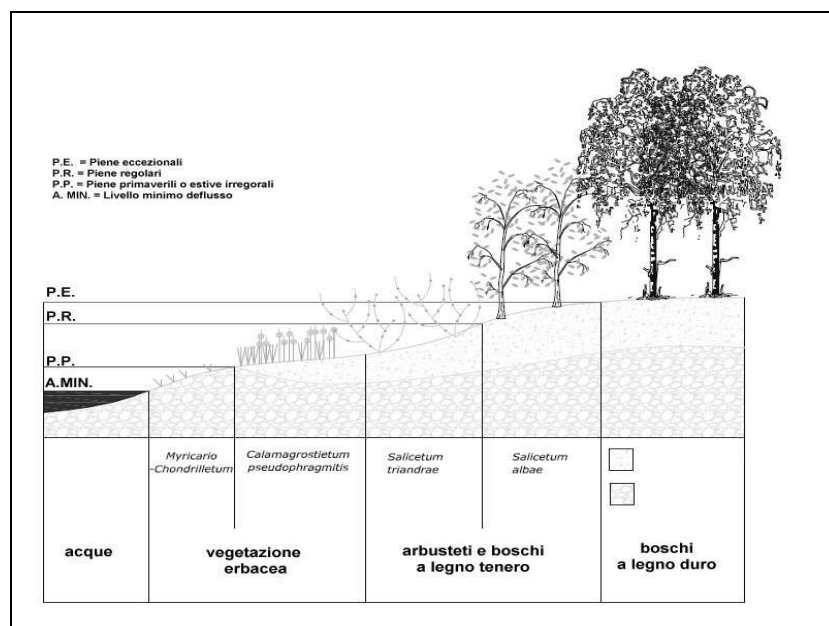 P.E. = Piene eccezionali
P.R. = Piene regolari
P.P. = Piene primaverili o estive irregorali
A. MIN. = Livello minimo deflusso
P.E.
P.R.
P.P.
A.MIN.
Myricario
-Chondrilletum
Calamagrostietum
pseudophragmitis
Salicetum
triandrae
Salicetum
albae
acque
vegetazione
erbacea
arbusteti e boschi
a legno tenero
boschi
a legno duro